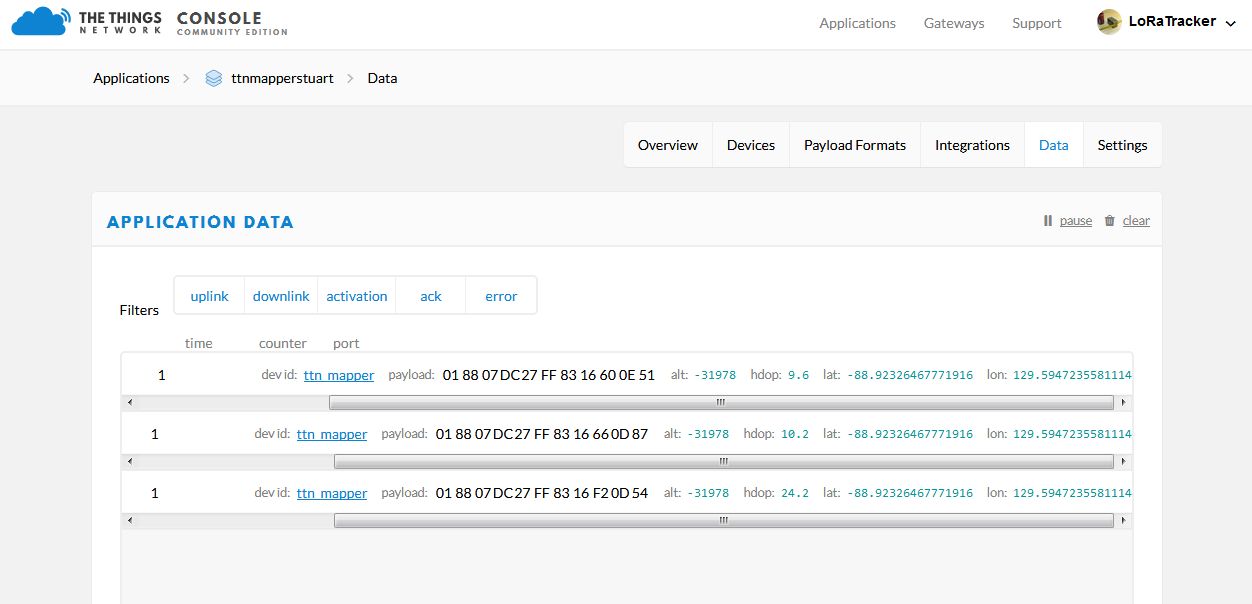 THE THINGS
NETWORK
CONSOLE
COMMUNITY EDITION
Applications Gateways Support LoRaTracker
Applications ttnmapperstuart Data
Overview Devices Payload Formats Integrations Data Settings
APPLICATION DATA pause clear
Filters uplink downlink activation ack error
time counter port
1 dev id: ttn_mapper payload: 01 88 07 DC 27 FF 83 16 60 0E 51 alt: -31978 hdop: 9.6 lat: -88.92326467771916 lon: 129.5947235581114
1 dev id: ttn_mapper payload: 01 88 07 DC 27 FF 83 16 66 0D 87 alt: -31978 hdop: 10.2 lat: -88.92326467771916 lon: 129.5947235581114
1 dev id: ttn_mapper payload: 01 88 07 DC 27 FF 83 16 F2 0D 54 alt: -31978 hdop: 24.2 lat: -88.92326467771916 lon: 129.5947235581114